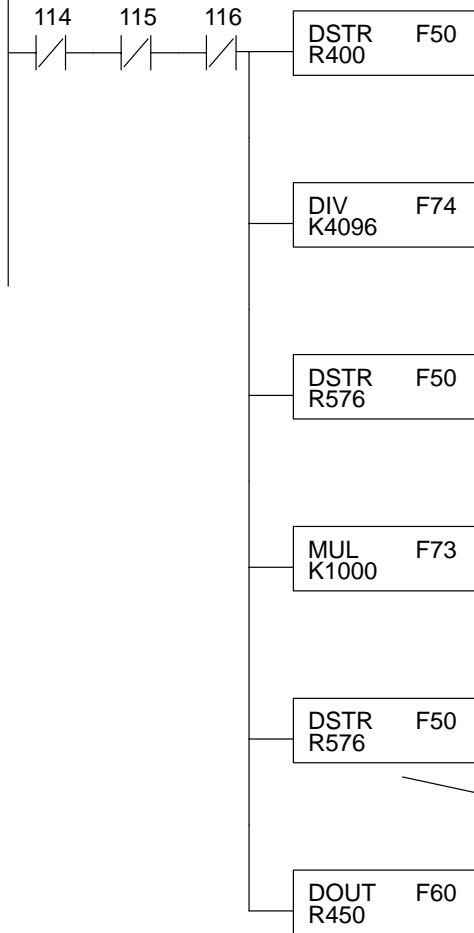 114 115 116
DSTR F50
R400
DIV F74
K4096
DSTR F50
R576
MUL F73
K1000
DSTR F50
R576
DOUT F60
R450